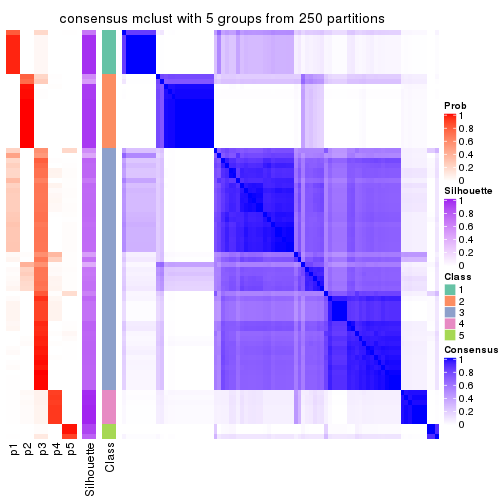 consensus mclust with 5 groups from 250 partitions
Prob
1
0.8
0.6
0.4
0.2
0
Silhouette
1
0.8
0.6
0.4
0.2
0
Class
1
2
3
4
5
Consensus
1
0.8
0.6
0.4
0.2
0
p1
p2
p3
p4
p5
Silhouette
Class